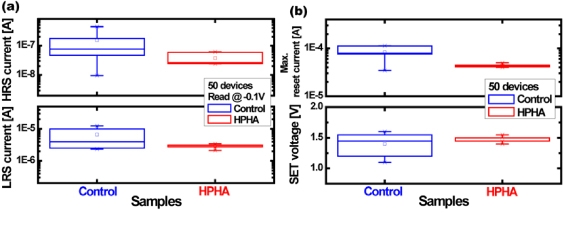 (a)
HRS current [A]
1E-7
1E-8
50 devices
Read @-0.1V
Control
HPHA
LRS current [A]
1E-5
1E-6
Control
HPHA
Samples
(b)
Max.
reset current [A]
1E-4
1E-5
50 devices
Control
HPHA
SET voltage [V]
2.0
1.5
1.0
Control
HPHA
Samples